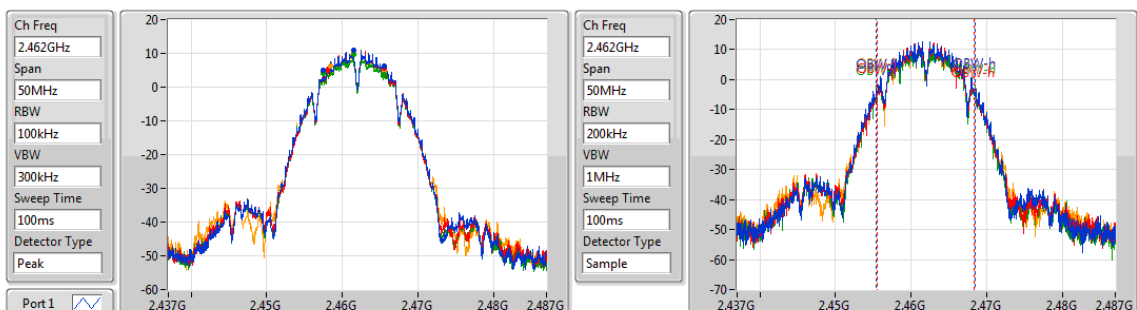 Ch Freq
2.462GHz
Span
50MHz
RBW
100kHz
VBW
300kHz
Sweep Time
100ms
Detector Type
Peak
Port 1
20
10
0
-10
-20
-30
-40
-50
-60
2.437G 2.45G 2.46G 2.47G 2.48G 2.487G
Ch Freq
2.462GHz
Span
50MHz
RBW
200kHz
VBW
1MHz
Sweep Time
100ms
Detector Type
Sample
20
10
0
-10
-20
-30
-40
-50
-60
-70
OBW-h
2.437G 2.45G 2.46G 2.47G 2.48G 2.487G